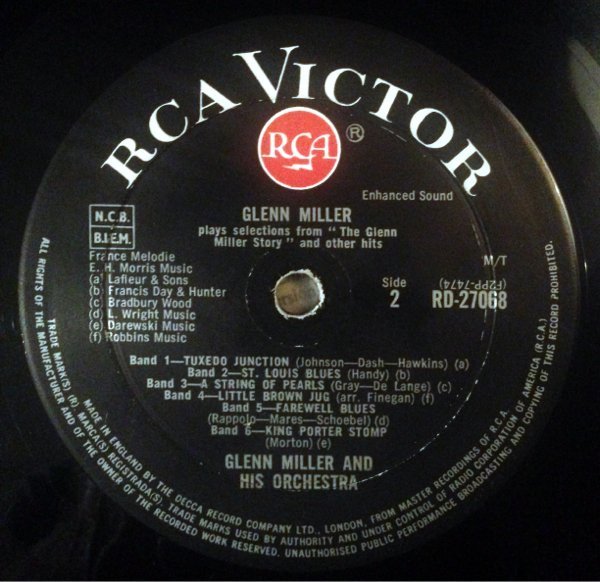 RCA VICTOR
RCA ®
Enhanced Sound
GLENN MILLER
plays selections from "The Glenn
Miller Story" and other hits
N.C.B.
B.I.E.M.
France Melodie
E. H. Morris Music
(a) Lafleur & Sons
(b) Francis Day & Hunter
(c) Bradbury Wood
(d) L. Wright Music
(e) Darewski Music
(f) Robbins Music
M/T
(F2PP-7474)
Side
2
RD-27068
Band 1—TUXEDO JUNCTION (Johnson—Dash—Hawkins) (a)
Band 2—ST. LOUIS BLUES (Handy) (b)
Band 3—A STRING OF PEARLS (Gray—De Lange) (c)
Band 4—LITTLE BROWN JUG (arr. Finegan) (f)
Band 5—FAREWELL BLUES
(Rappolo—Mares—Schoebel) (d)
Band 6—KING PORTER STOMP
(Morton) (e)
GLENN MILLER AND
HIS ORCHESTRA
ALL RIGHTS OF THE MANUFACTURER AND OF THE OWNER OF THE RECORDED WORK RESERVED. UNAUTHORISED PUBLIC PERFORMANCE BROADCASTING AND COPYING OF THIS RECORD PROHIBITED.
TRADE MARK(S) ® MARCA(S) REGISTRADA(S) TRADE MARKS USED BY AUTHORITY AND UNDER CONTROL OF RADIO CORPORATION OF AMERICA (R.C.A.)
MADE IN ENGLAND BY THE DECCA RECORD COMPANY LTD., LONDON, FROM MASTER RECORDINGS OF R.C.A.